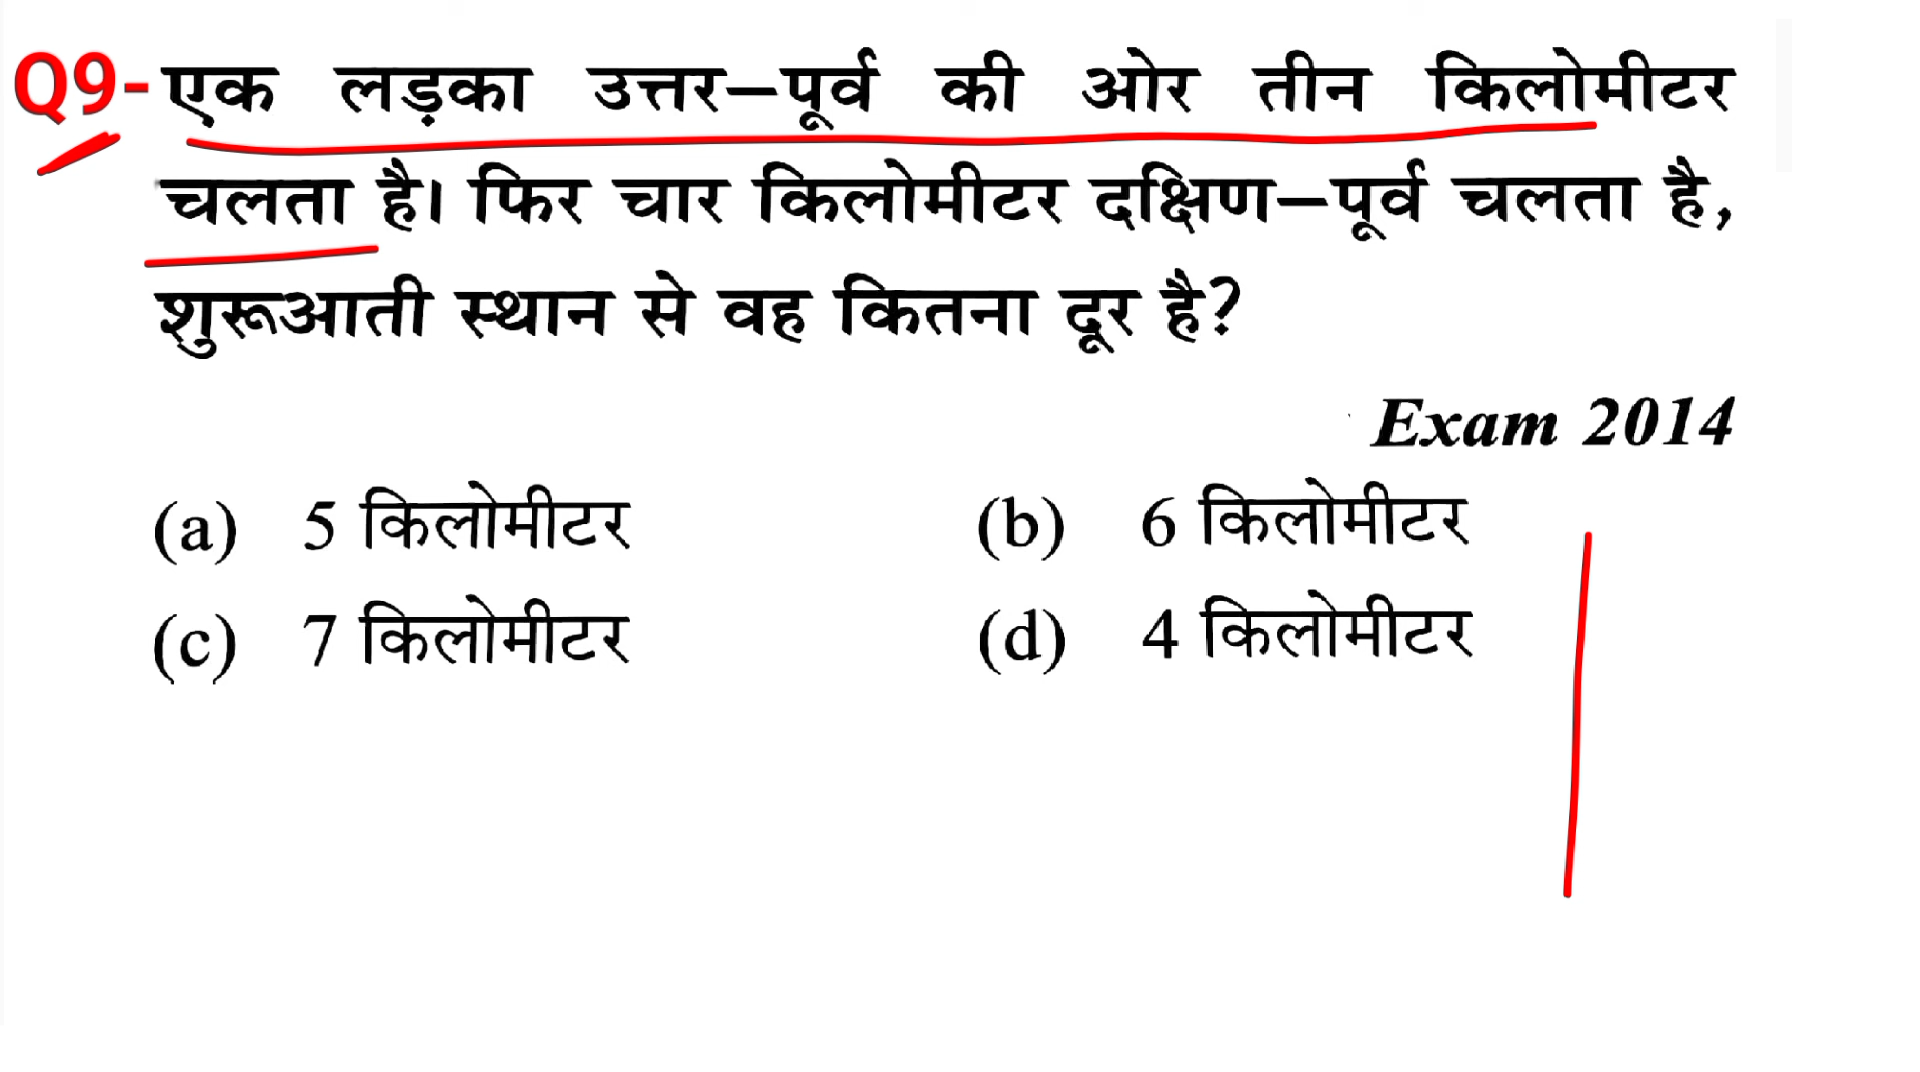 Q9-एक लड़का उत्तर–पूर्व की ओर तीन किलोमीटर
चलता है। फिर चार किलोमीटर दक्षिण–पूर्व चलता है,
शुरूआती स्थान से वह कितना दूर है?
Exam 2014
(a) 5 किलोमीटर (b) 6 किलोमीटर
(c) 7 किलोमीटर (d) 4 किलोमीटर